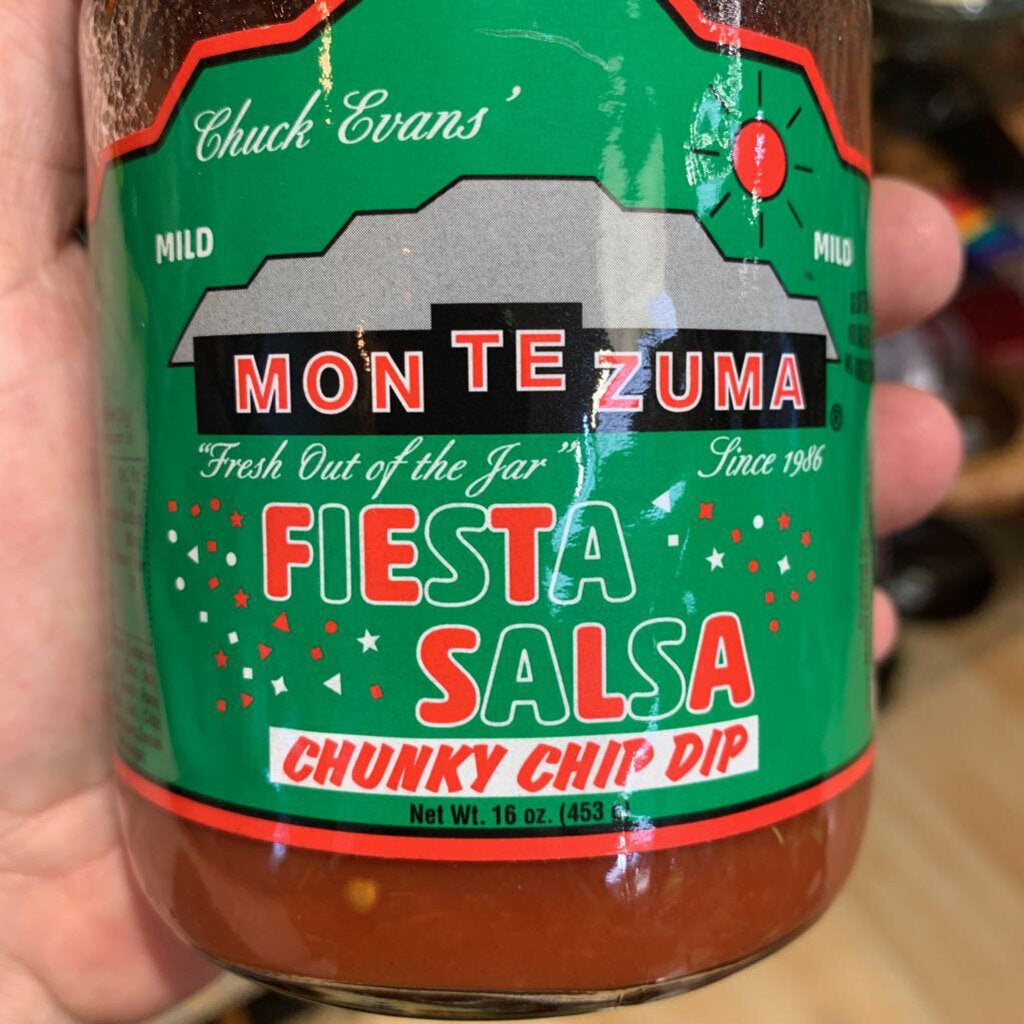 Chuck Evans'
MILD
MILD
MONTEZUMA
®
"Fresh Out of the Jar"
Since 1986
FIESTA
SALSA
CHUNKY CHIP DIP
Net Wt. 16 oz. (453